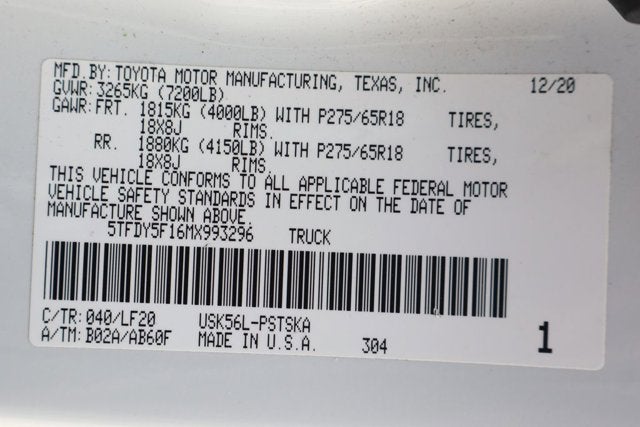 MFD.BY: TOYOTA MOTOR MANUFACTURING, TEXAS, INC. 12/20
GVWR: 3265KG (7200LB)
GAWR: FRT. 1815KG (4000LB) WITH P275/65R18 TIRES,
18X8J RIMS.
RR. 1880KG (4150LB) WITH P275/65R18 TIRES,
18X8J RIMS.
THIS VEHICLE CONFORMS TO ALL APPLICABLE FEDERAL MOTOR
VEHICLE SAFETY STANDARDS IN EFFECT ON THE DATE OF
MANUFACTURE SHOWN ABOVE.
5TFDY5F16MX993296 TRUCK
C/TR: 040/LF20 USK56L-PSTSKA
A/TM: B02A/AB60F MADE IN U.S.A. 304 1